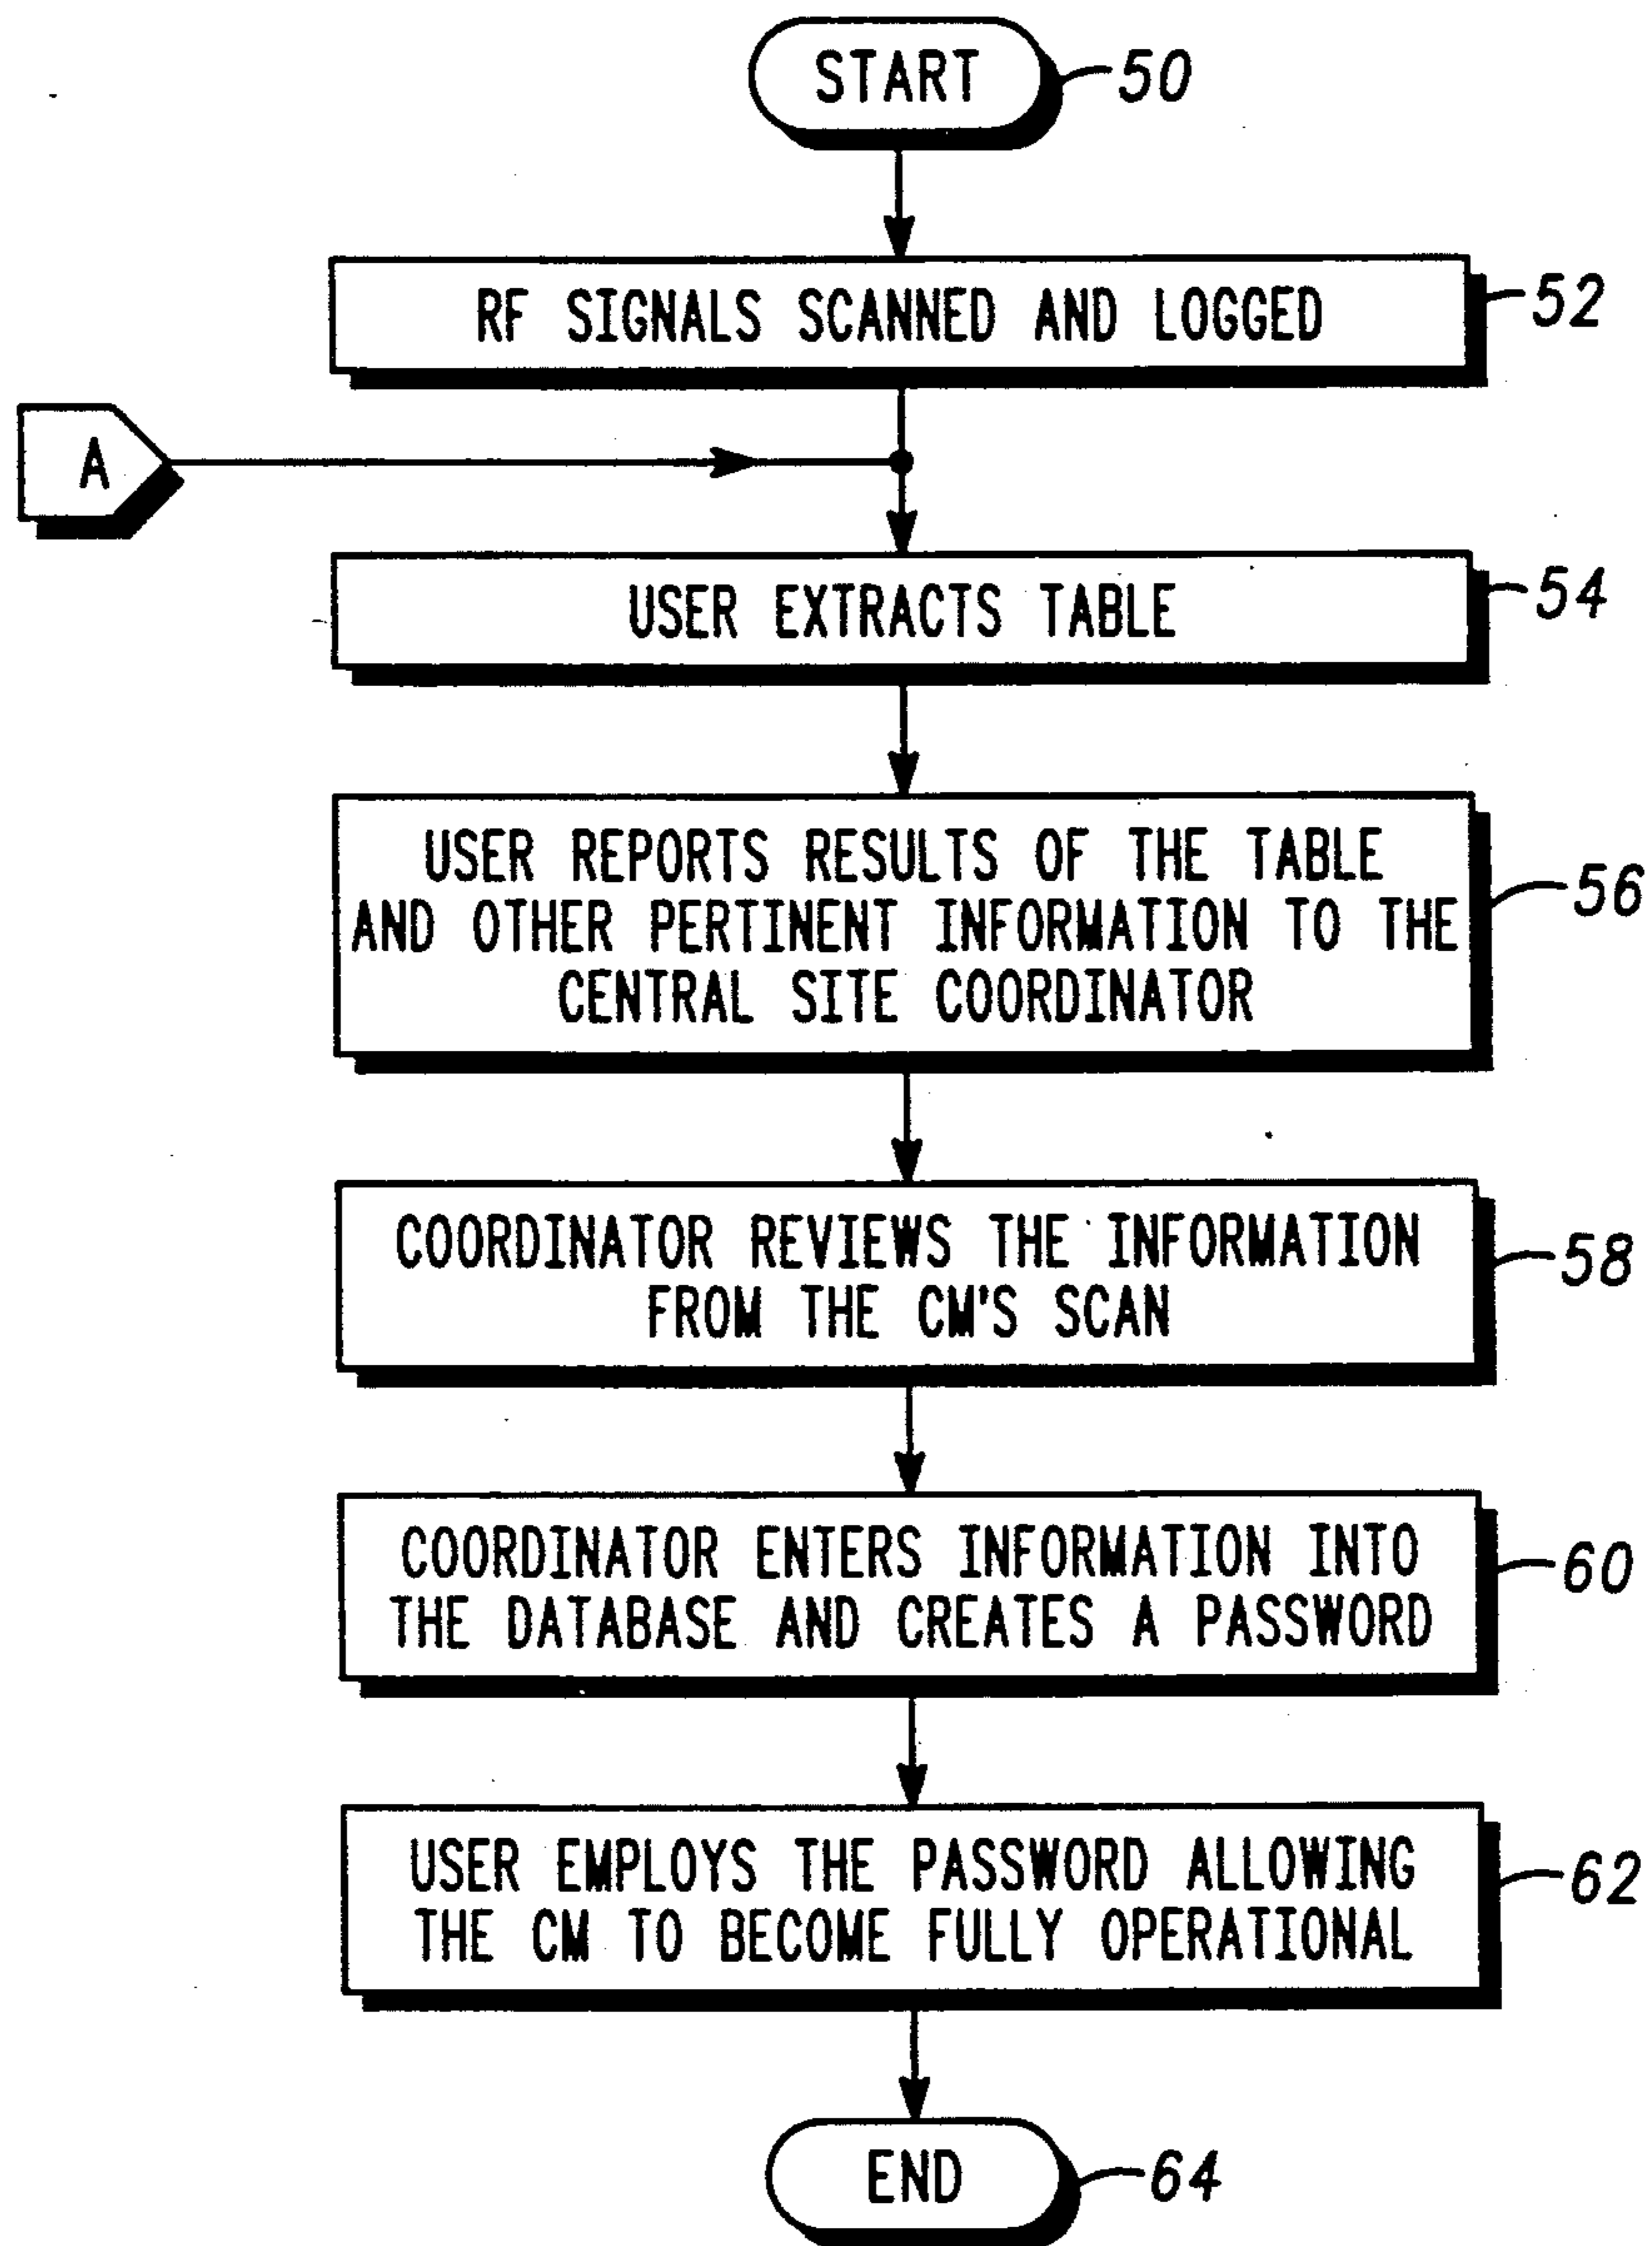 START
50
RF SIGNALS SCANNED AND LOGGED
52
A
USER EXTRACTS TABLE
54
USER REPORTS RESULTS OF THE TABLE
AND OTHER PERTINENT INFORMATION TO THE
CENTRAL SITE COORDINATOR
56
COORDINATOR REVIEWS THE INFORMATION
FROM THE CM'S SCAN
58
COORDINATOR ENTERS INFORMATION INTO
THE DATABASE AND CREATES A PASSWORD
60
USER EMPLOYS THE PASSWORD ALLOWING
THE CM TO BECOME FULLY OPERATIONAL
62
END
64